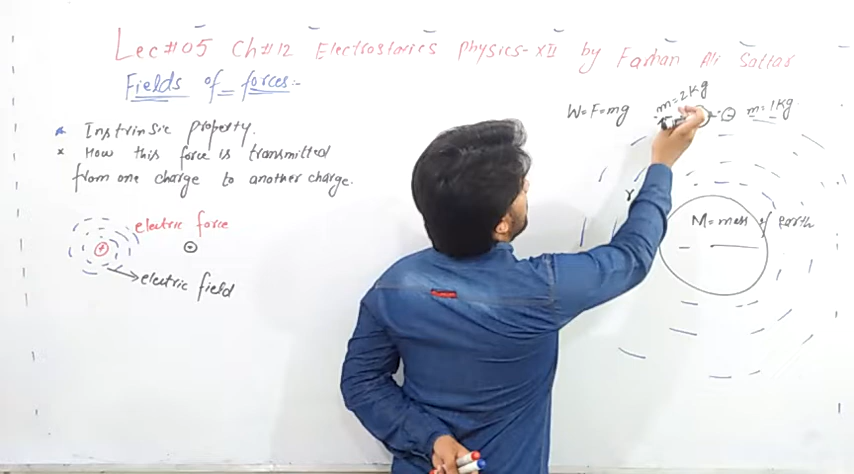 Lec#05 Ch#12 Electrostatics Physics-XII by Farhan Ali Sattar
Fields of forces:-
* Instrinsic property.
* How this force is transmitted
from one charge to another charge.
electric force
+
+
electric field
W=F=mg
m=2kg
m=1kg
r
M=mass of earth